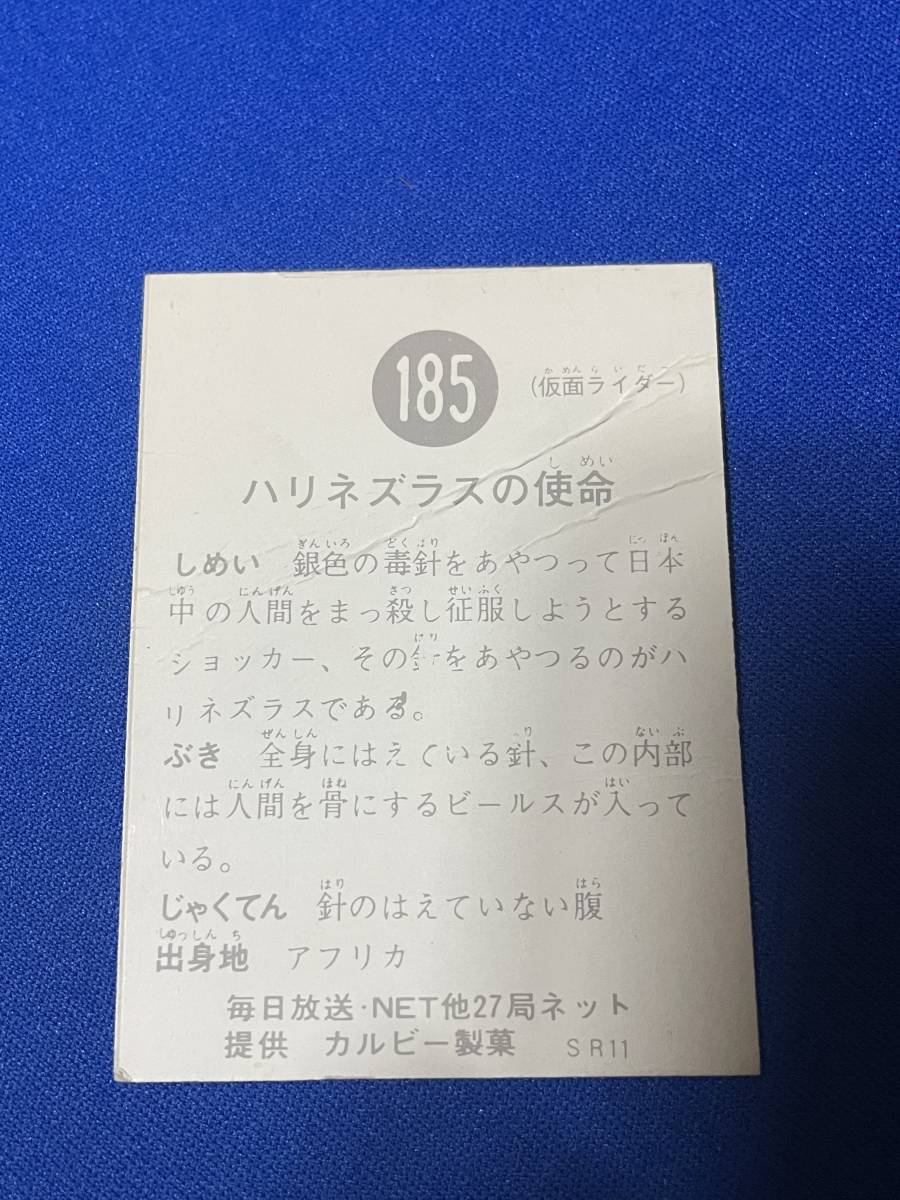 185
(仮面ライダー)
ハリネズラスの使命
しめい 銀色の毒針をあやつって日本
中の人間をまっ殺し征服しようとする
ショッカー、その針をあやつるのがハ
リネズラスである。
ぶき 全身にはえている針、この内部
には人間を骨にするビールスが入って
いる。
じゃくてん 針のはえていない腹
出身地 アフリカ
毎日放送·NET他27局ネット
提供 カルビー製菓 SR11